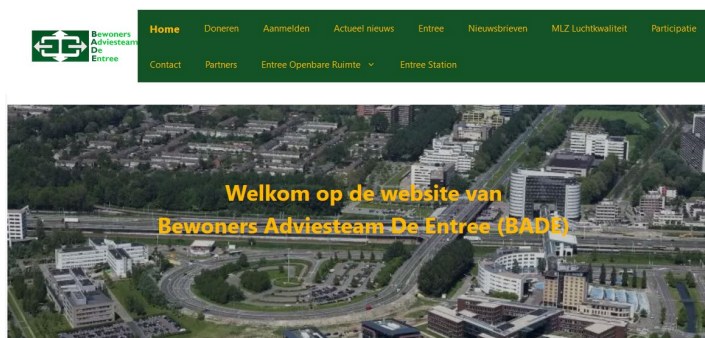 Bewoners
Adviesteam
De
Entree
Home Doneren Aanmelden Actueel nieuws Entree Nieuwsbrieven MLZ Luchtkwaliteit Participatie
Contact Partners Entree Openbare Ruimte Entree Station
Welkom op de website van
Bewoners Adviesteam De Entree (BADE)